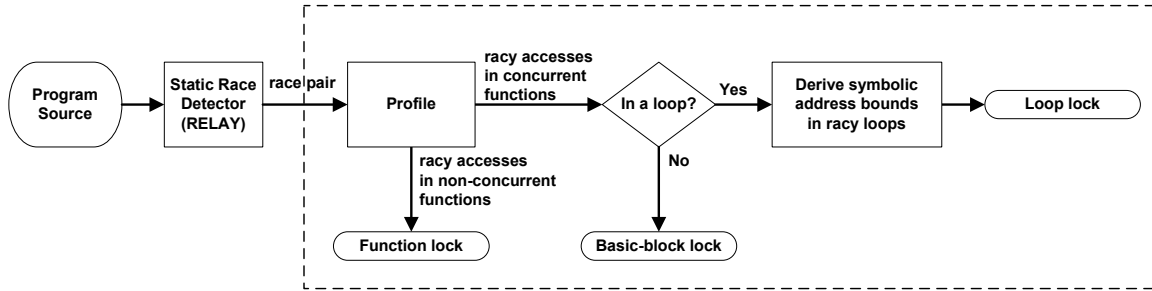 Program
Source
Static Race
Detector
(RELAY)
race pair
Profile
racy accesses
in concurrent
functions
In a loop?
Yes
Derive symbolic
address bounds
in racy loops
Loop lock
racy accesses
in non-concurrent
functions
No
Function lock
Basic-block lock